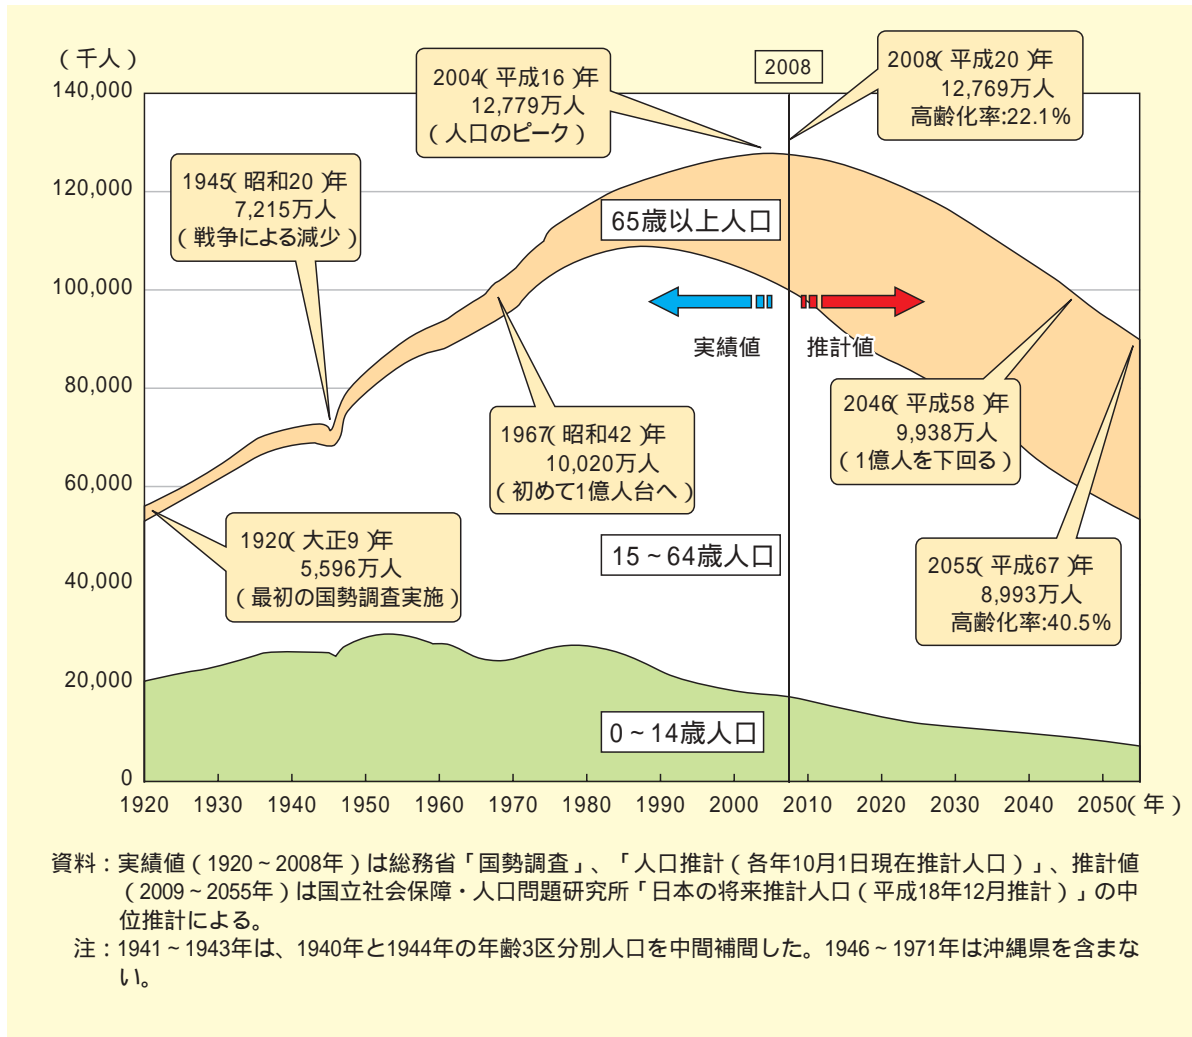 （千人）
140,000
120,000
100,000
80,000
60,000
40,000
20,000
0
2004（平成16）年
12,779万人
（人口のピーク）
2008
2008（平成20）年
12,769万人
高齢化率:22.1%
1945（昭和20）年
7,215万人
（戦争による減少）
65歳以上人口
実績値
推計値
1967（昭和42）年
10,020万人
（初めて1億人台へ）
2046（平成58）年
9,938万人
（1億人を下回る）
1920（大正9）年
5,596万人
（最初の国勢調査実施）
15～64歳人口
2055（平成67）年
8,993万人
高齢化率:40.5%
0～14歳人口
1920 1930 1940 1950 1960 1970 1980 1990 2000 2010 2020 2030 2040 2050（年）
資料：実績値（1920～2008年）は総務省「国勢調査」、「人口推計（各年10月1日現在推計人口）」、推計値
（2009～2055年）は国立社会保障・人口問題研究所「日本の将来推計人口（平成18年12月推計）」の中
位推計による。
注：1941～1943年は、1940年と1944年の年齢3区分別人口を中間補間した。1946～1971年は沖縄県を含まな
い。